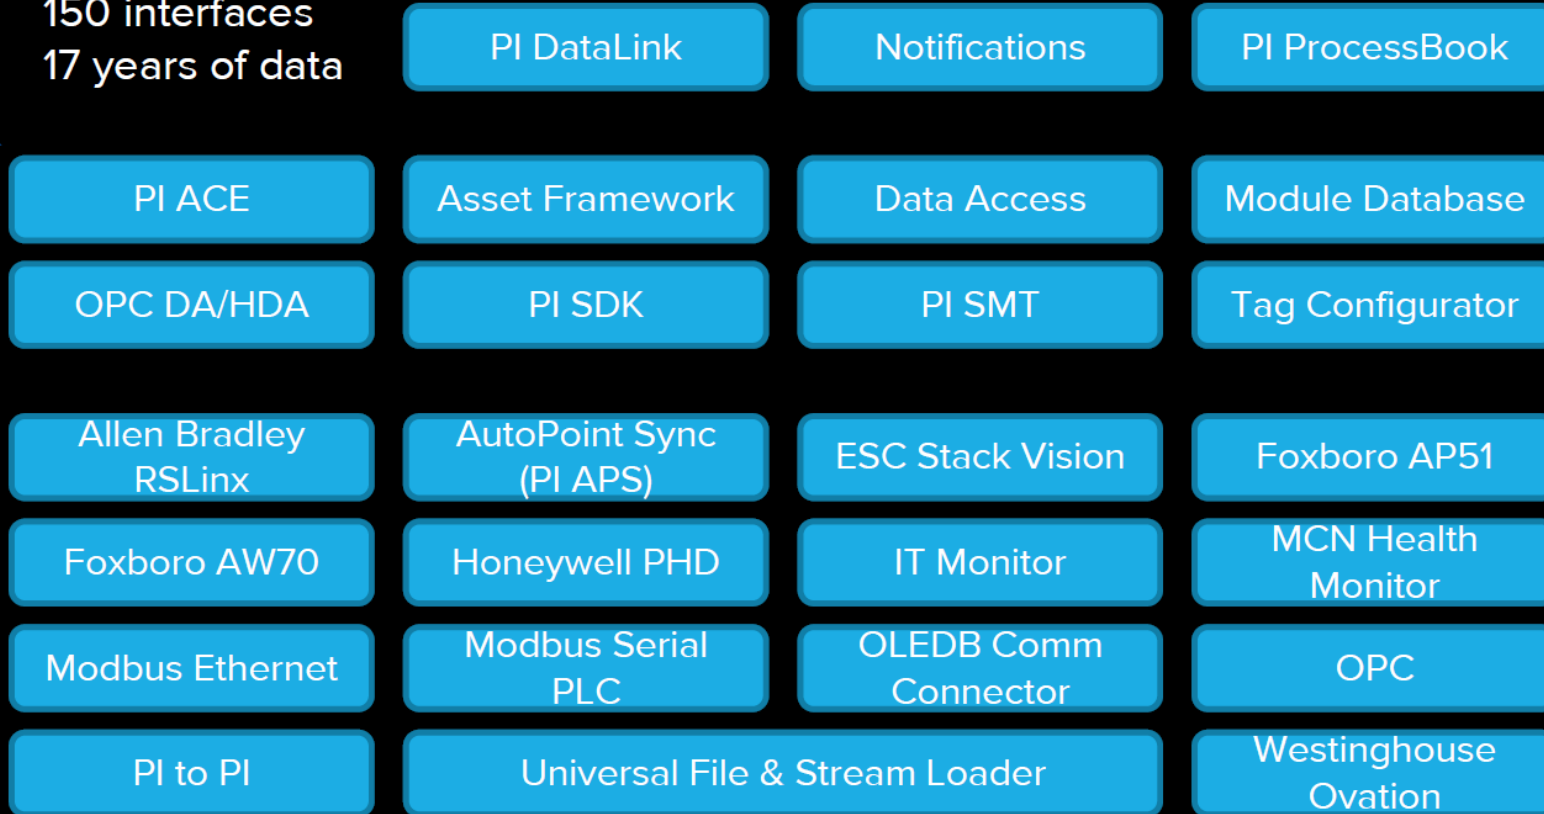 150 interfaces
17 years of data
PI DataLink
Notifications
PI ProcessBook
PI ACE
Asset Framework
Data Access
Module Database
OPC DA/HDA
PI SDK
PI SMT
Tag Configurator
Allen Bradley
RSLinx
AutoPoint Sync
(PI APS)
ESC Stack Vision
Foxboro AP51
Foxboro AW70
Honeywell PHD
IT Monitor
MCN Health
Monitor
Modbus Ethernet
Modbus Serial
PLC
OLEDB Comm
Connector
OPC
PI to PI
Universal File & Stream Loader
Westinghouse
Ovation